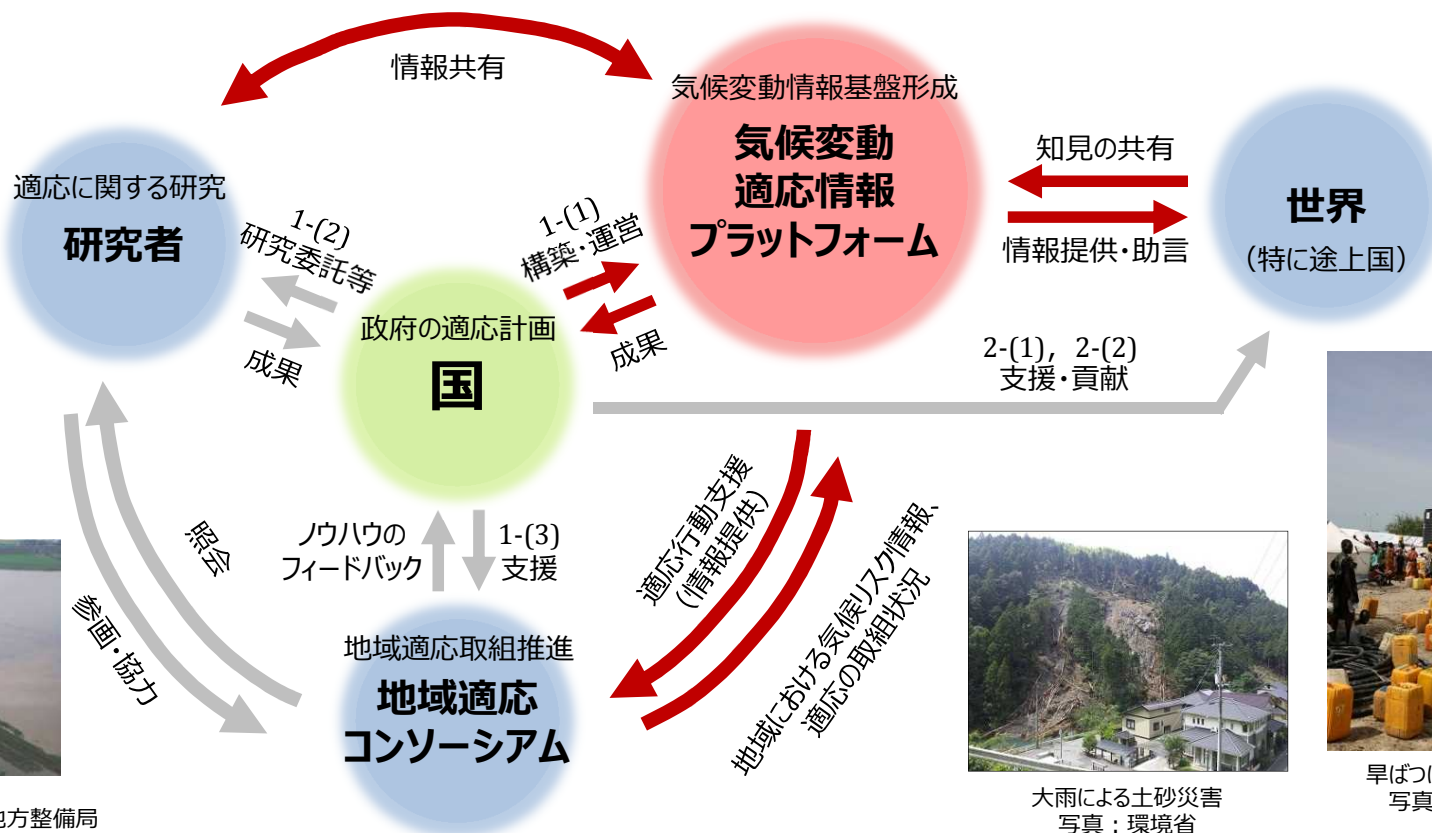 情報共有
気候変動情報基盤形成
気候変動
適応情報
プラットフォーム
知見の共有
情報提供・助言
世界
（特に途上国）
適応に関する研究
研究者
1-(2)
研究委託等
成果
1-(1)
構築・運営
成果
政府の適応計画
国
2-(1), 2-(2)
支援・貢献
照会
参画・協力
ノウハウの
フィードバック
1-(3)
支援
適応行動支援
（情報提供）
地域における気候リスク情報、
適応の取組状況
地域適応取組推進
地域適応
コンソーシアム
大雨による土砂災害
写真：環境省
旱ばつ
写真
地方整備局